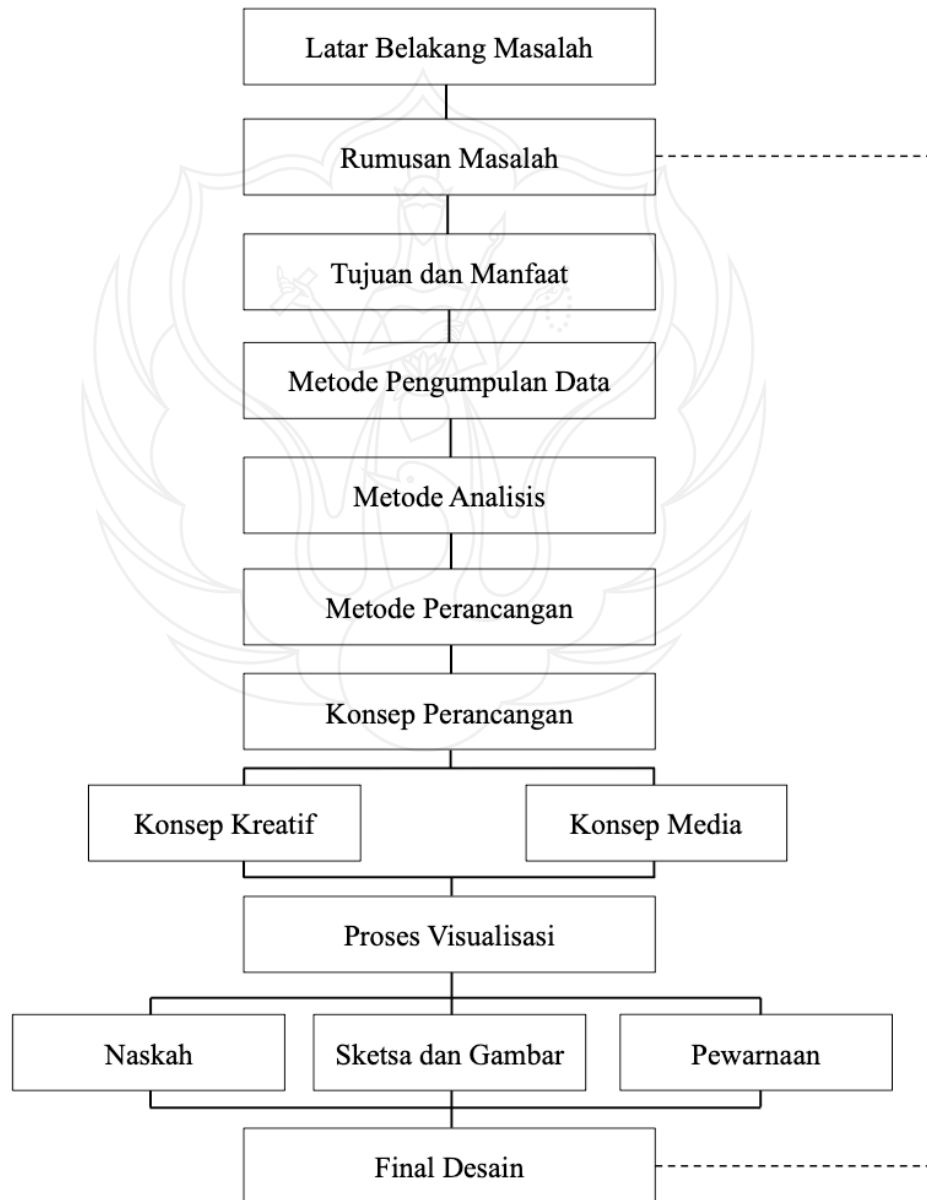 Latar Belakang Masalah
Rumusan Masalah
Tujuan dan Manfaat
Metode Pengumpulan Data
Metode Analisis
Metode Perancangan
Konsep Perancangan
Konsep Kreatif
Konsep Media
Proses Visualisasi
Naskah
Sketsa dan Gambar
Pewarnaan
Final Desain